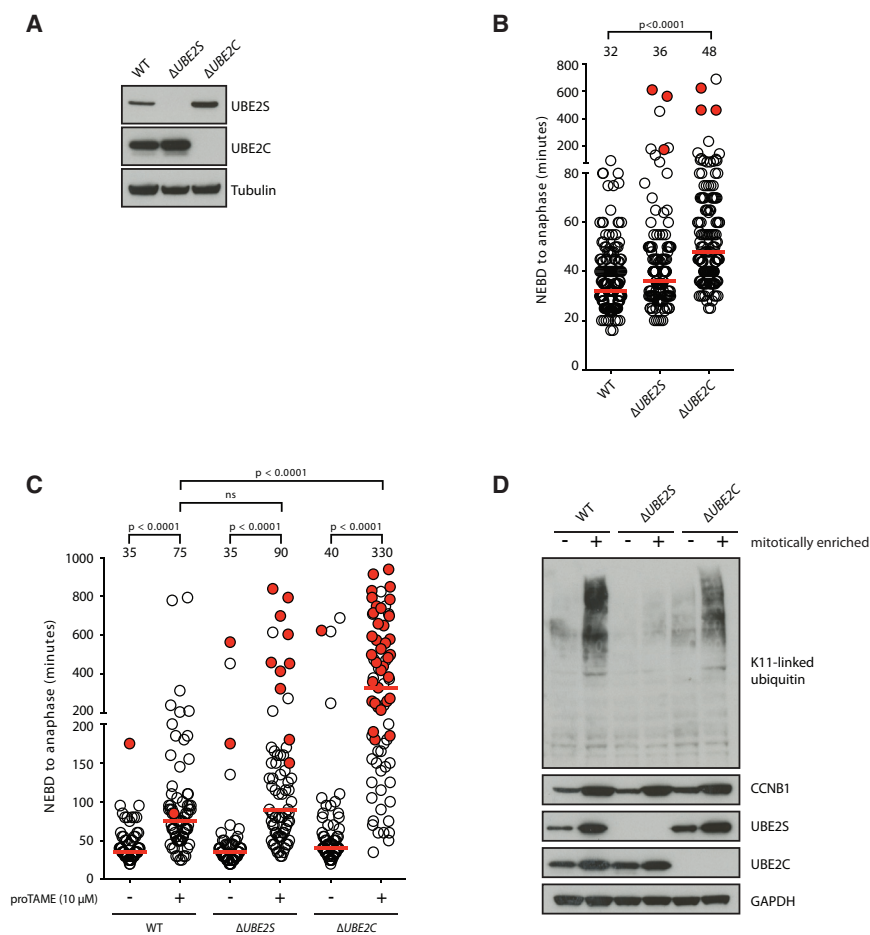 A
WT
ΔUBE2S
ΔUBE2C
UBE2S
UBE2C
Tubulin
B
p<0.0001
32 36 48
NEBD to anaphase (minutes)
800
600
400
200
80
60
40
20
0
WT
ΔUBE2S
ΔUBE2C
C
p < 0.0001
ns
p < 0.0001 p < 0.0001 p < 0.0001
35 75 35 90 40 330
NEBD to anaphase (minutes)
1000
800
600
400
200
200
150
100
50
0
proTAME (10 µM) - + - + - +
WT ΔUBE2S ΔUBE2C
D
WT
ΔUBE2S
ΔUBE2C
- + - + - + mitotically enriched
K11-linked
ubiquitin
CCNB1
UBE2S
UBE2C
GAPDH